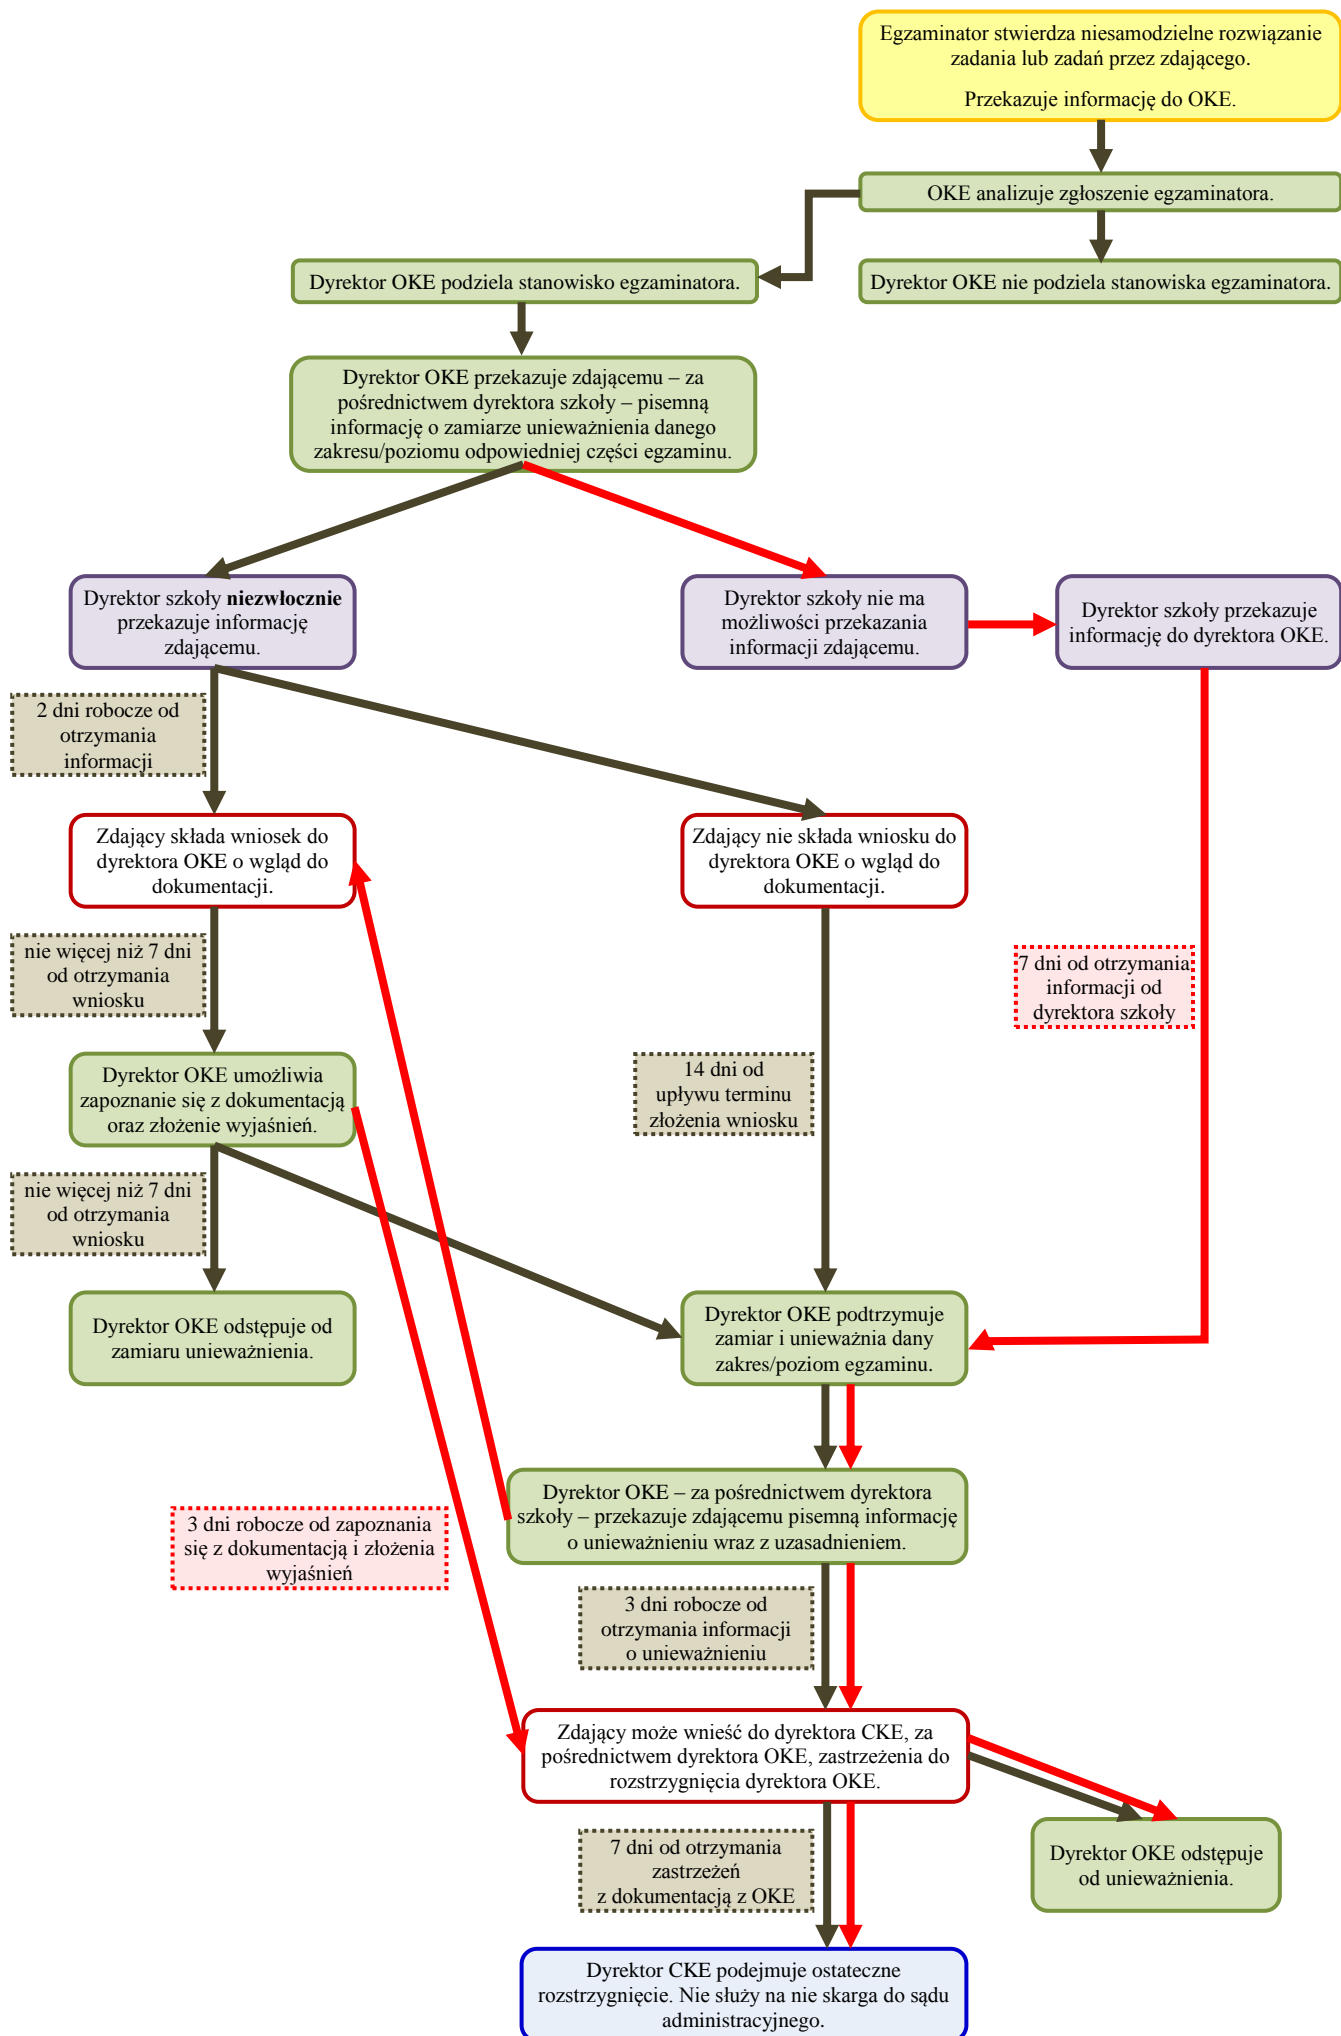 Egzaminator stwierdza niesamodzielne rozwiązanie
zadania lub zadań przez zdającego.
Przekazuje informację do OKE.
OKE analizuje zgłoszenie egzaminatora.
Dyrektor OKE podziela stanowisko egzaminatora.
Dyrektor OKE nie podziela stanowiska egzaminatora.
Dyrektor OKE przekazuje zdającemu – za
pośrednictwem dyrektora szkoły – pisemną
informację o zamiarze unieważnienia danego
zakresu/poziomu odpowiedniej części egzaminu.
Dyrektor szkoły niezwłocznie
przekazuje informację
zdającemu.
Dyrektor szkoły nie ma
możliwości przekazania
informacji zdającemu.
Dyrektor szkoły przekazuje
informację do dyrektora OKE.
2 dni robocze od
otrzymania
informacji
Zdający składa wniosek do
dyrektora OKE o wgląd do
dokumentacji.
Zdający nie składa wniosku do
dyrektora OKE o wgląd do
dokumentacji.
nie więcej niż 7 dni
od otrzymania
wniosku
7 dni od otrzymania
informacji od
dyrektora szkoły
Dyrektor OKE umożliwia
zapoznanie się z dokumentacją
oraz złożenie wyjaśnień.
14 dni od
upływu terminu
złożenia wniosku
nie więcej niż 7 dni
od otrzymania
wniosku
Dyrektor OKE odstępuje od
zamiaru unieważnienia.
Dyrektor OKE podtrzymuje
zamiar i unieważnia dany
zakres/poziom egzaminu.
Dyrektor OKE – za pośrednictwem dyrektora
szkoły – przekazuje zdającemu pisemną informację
o unieważnieniu wraz z uzasadnieniem.
3 dni robocze od zapoznania
się z dokumentacją i złożenia
wyjaśnień
3 dni robocze od
otrzymania informacji
o unieważnieniu
Zdający może wnieść do dyrektora CKE, za
pośrednictwem dyrektora OKE, zastrzeżenia do
rozstrzygnięcia dyrektora OKE.
7 dni od otrzymania
zastrzeżeń
z dokumentacją z OKE
Dyrektor OKE odstępuje
od unieważnienia.
Dyrektor CKE podejmuje ostateczne
rozstrzygnięcie. Nie służy na nie skarga do sądu
administracyjnego.